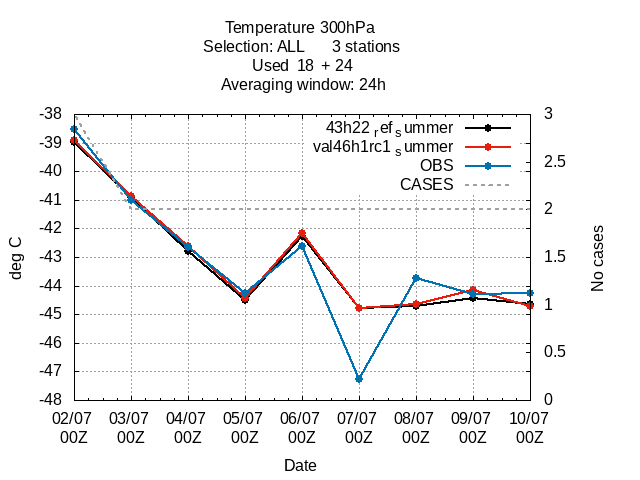 Temperature 300hPa
Selection: ALL      3 stations
Used  18  + 24
Averaging window: 24h
-38
-39
-40
-41
-42
-43
-44
-45
-46
-47
-48
deg C
43h22 refsummer
val46h1rc1 summer
OBS
CASES
3
2.5
2
1.5
1
0.5
0
No cases
02/07 03/07 04/07 05/07 06/07 07/07 08/07 09/07 10/07
00Z 00Z 00Z 00Z 00Z 00Z 00Z 00Z 00Z
Date